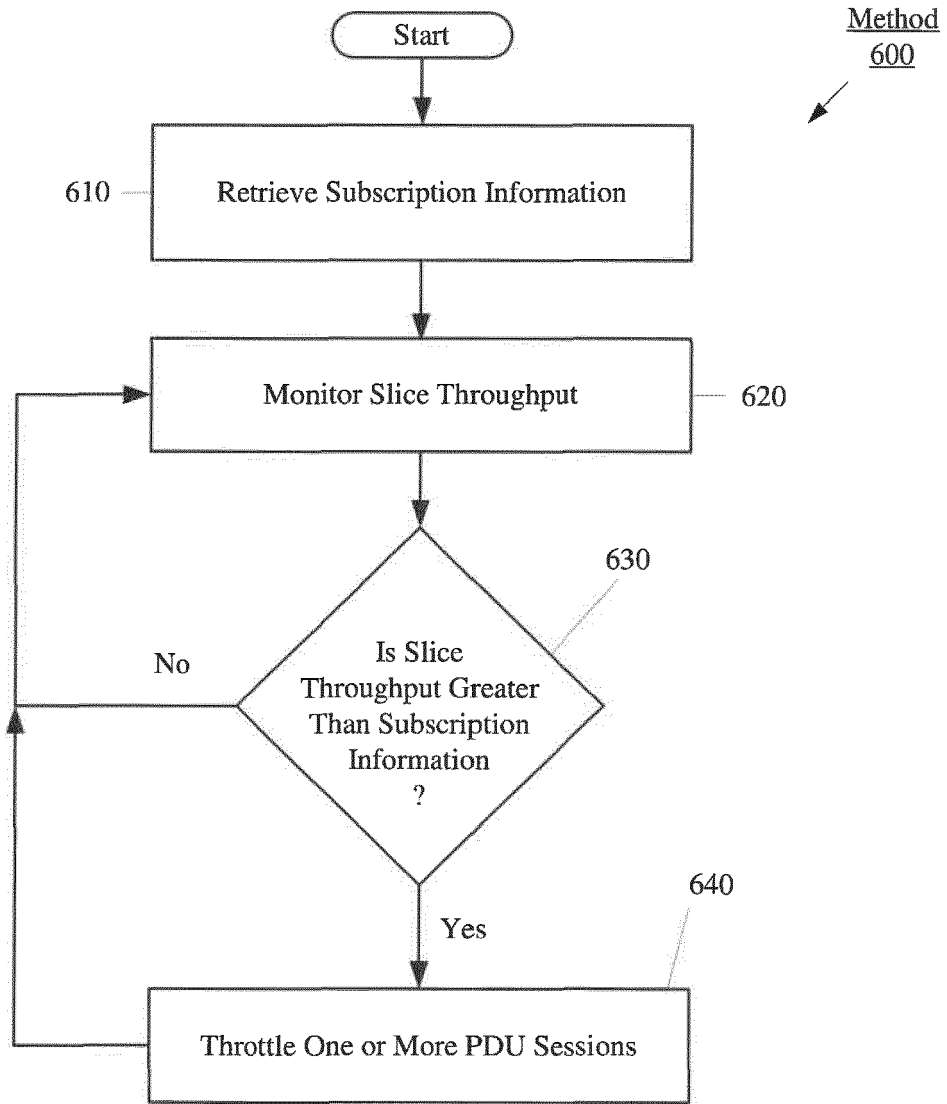 Start
Method
600
610
Retrieve Subscription Information
Monitor Slice Throughput
620
630
Is Slice
Throughput Greater
Than Subscription
Information
?
No
Yes
640
Throttle One or More PDU Sessions